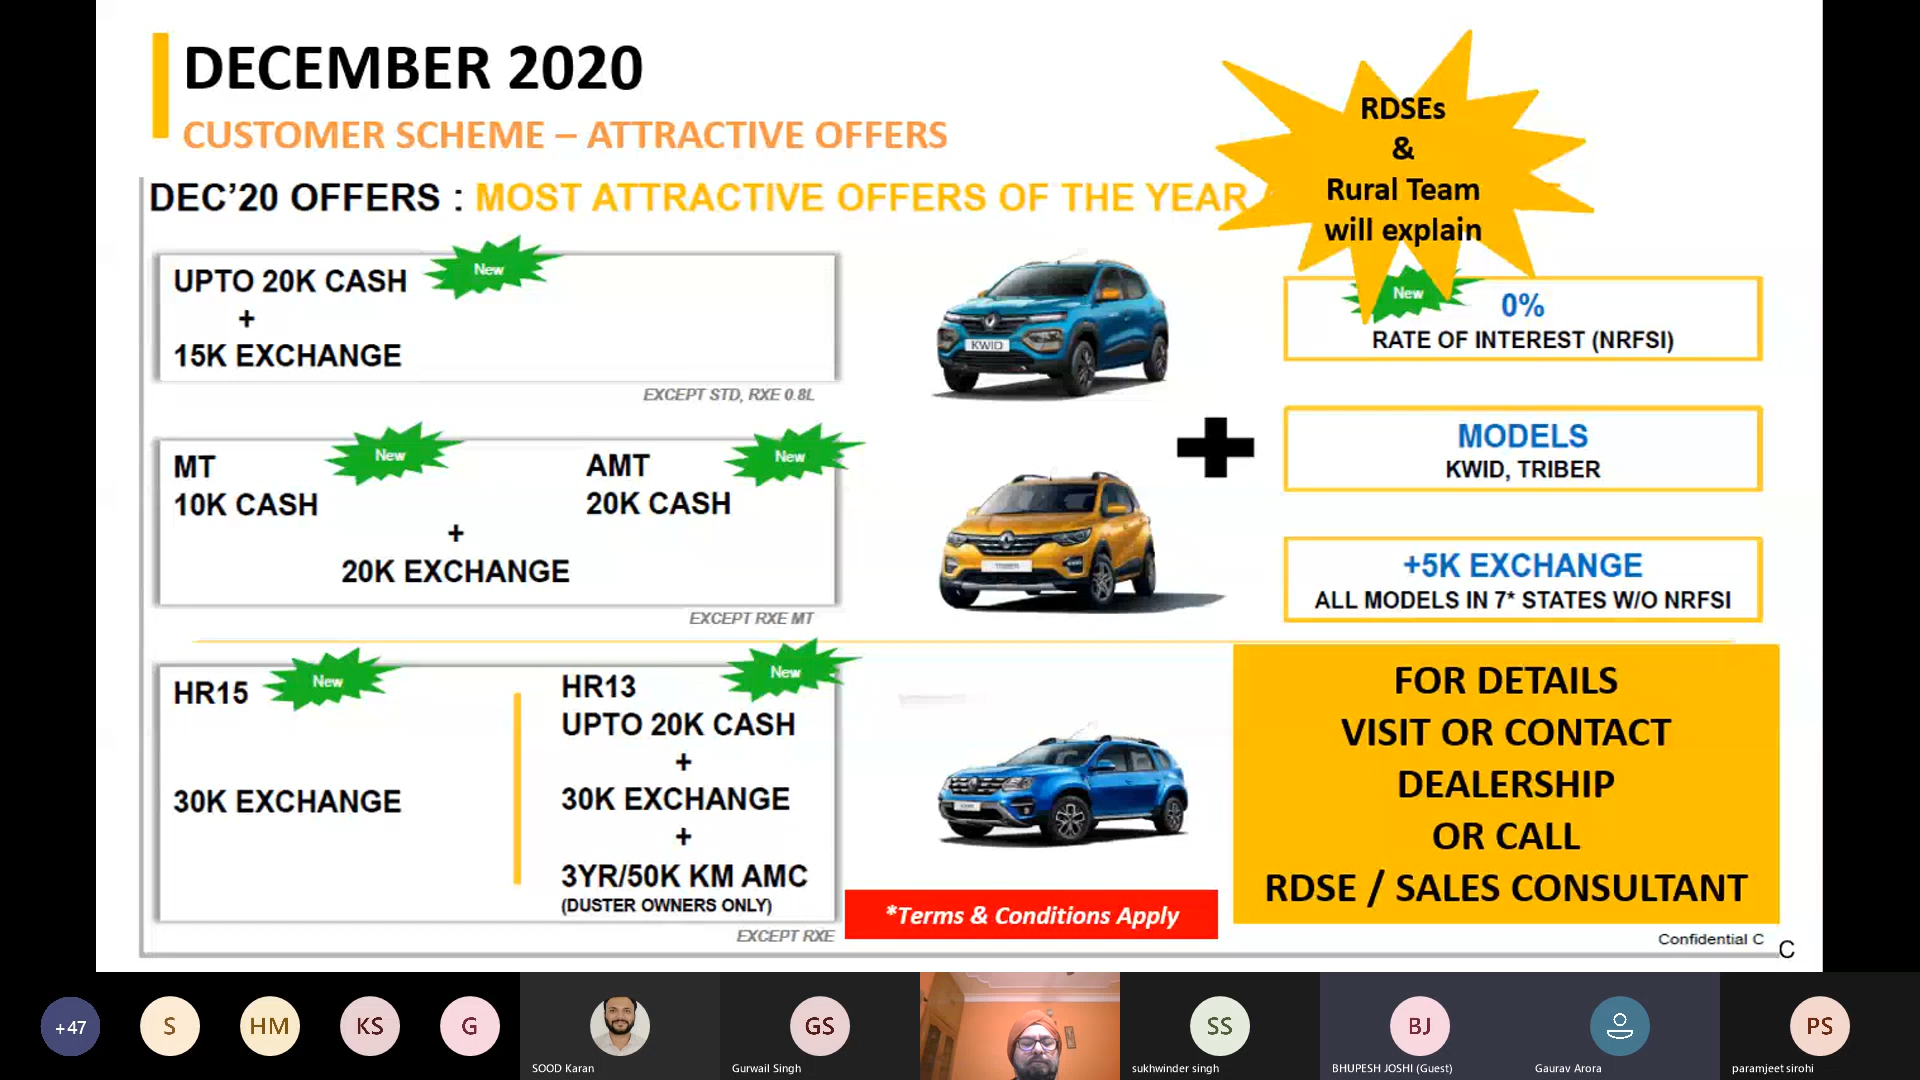 DECEMBER 2020
CUSTOMER SCHEME – ATTRACTIVE OFFERS
DEC'20 OFFERS : MOST ATTRACTIVE OFFERS OF THE YEAR
RDSEs
&
Rural Team
will explain
UPTO 20K CASH
New
+
15K EXCHANGE
EXCEPT STD, RXE 0.8L
KWID
New
0%
RATE OF INTEREST (NRFSI)
MT
New
10K CASH
AMT
New
20K CASH
+
20K EXCHANGE
EXCEPT RXE MT
TRIBER
MODELS
KWID, TRIBER
+5K EXCHANGE
ALL MODELS IN 7* STATES W/O NRFSI
HR15
New
30K EXCHANGE
HR13
New
UPTO 20K CASH
+
30K EXCHANGE
+
3YR/50K KM AMC
(DUSTER OWNERS ONLY)
EXCEPT RXE
*Terms & Conditions Apply
FOR DETAILS
VISIT OR CONTACT
DEALERSHIP
OR CALL
RDSE / SALES CONSULTANT
Confidential C
C
+47
S
HM
KS
G
SOOD Karan
GS
Gurwail Singh
SS
sukhwinder singh
BJ
BHUPESH JOSHI (Guest)
Gaurav Arora
PS
paramjeet sirohi